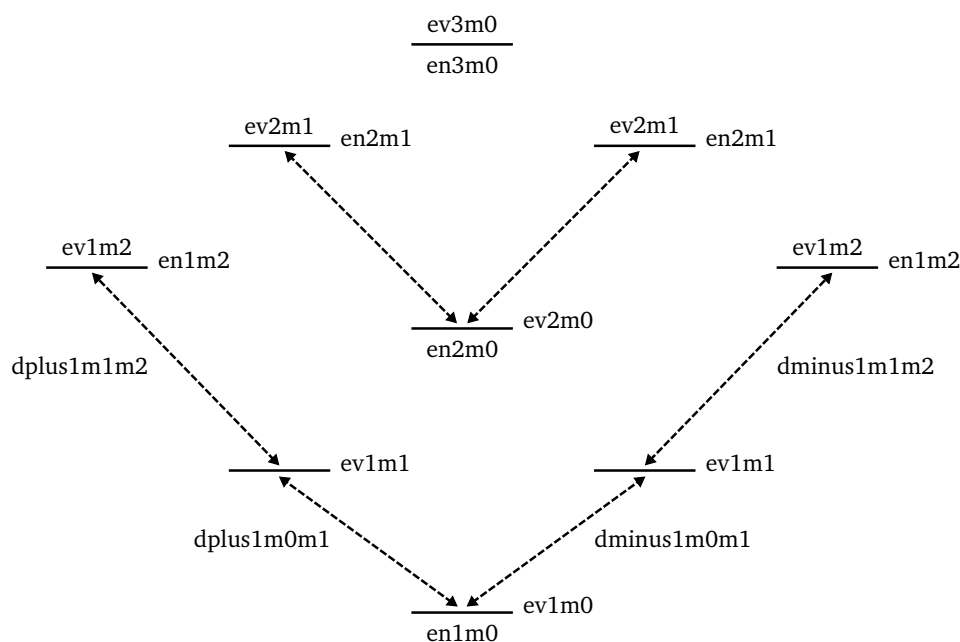 ev3m0
en3m0
ev2m1
en2m1
ev2m1
en2m1
ev1m2
en1m2
ev1m2
en1m2
ev2m0
en2m0
dplus1m1m2
dminus1m1m2
ev1m1
ev1m1
dplus1m0m1
dminus1m0m1
ev1m0
en1m0